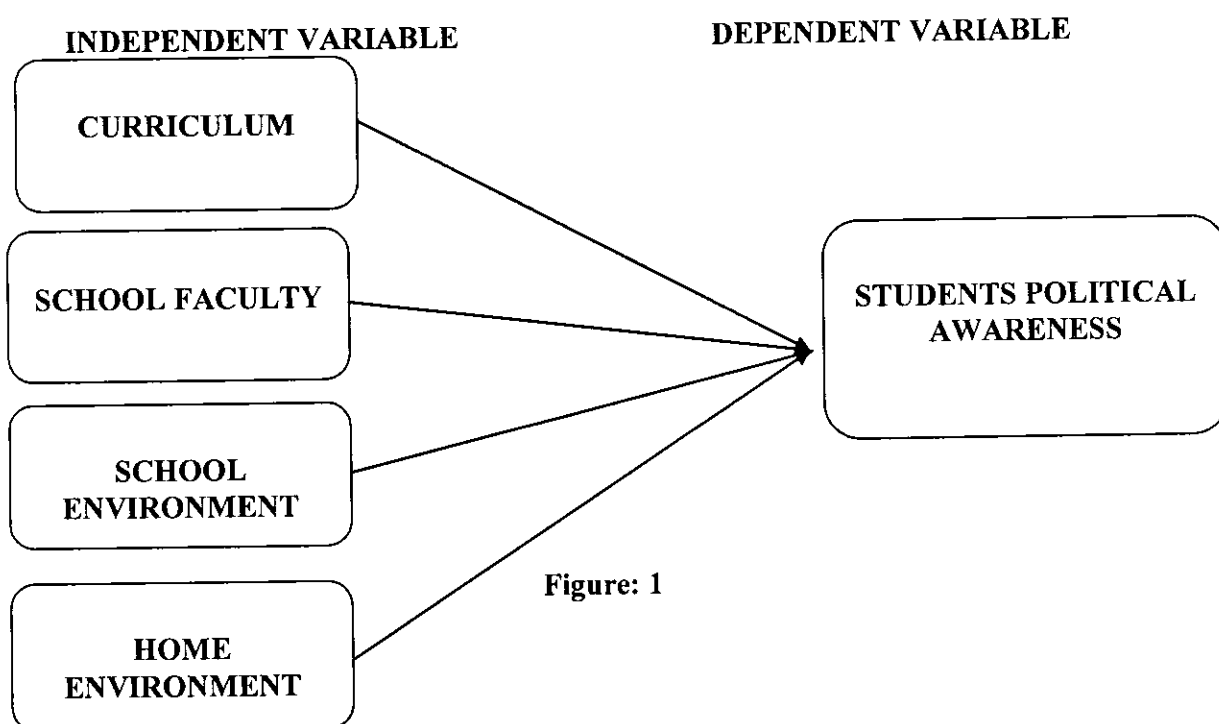 INDEPENDENT VARIABLE
DEPENDENT VARIABLE
CURRICULUM
SCHOOL FACULTY
SCHOOL
ENVIRONMENT
HOME
ENVIRONMENT
STUDENTS POLITICAL
AWARENESS
Figure: 1